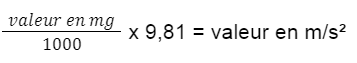 valeur en mg
1000
x 9,81 = valeur en m/s²